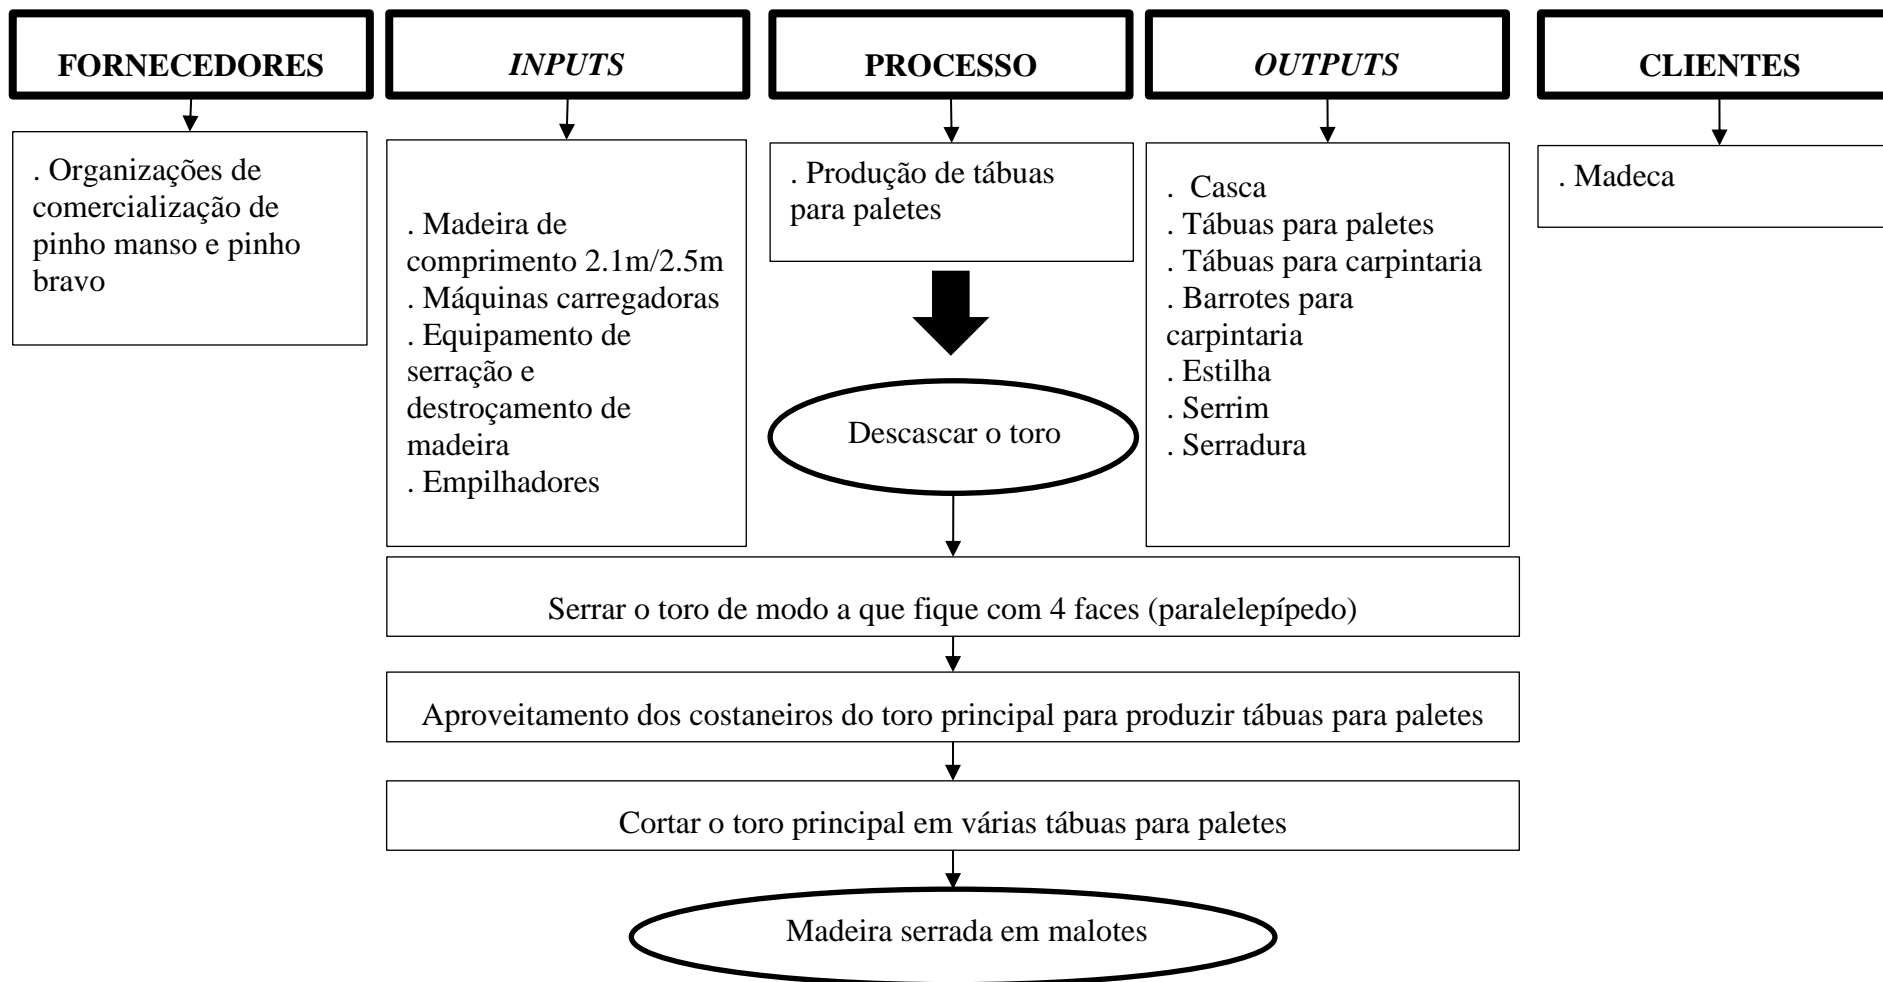 FORNECEDORES
INPUTS
PROCESSO
OUTPUTS
CLIENTES
. Organizações de
comercialização de
pinho manso e pinho
bravo
. Madeira de
comprimento 2.1m/2.5m
. Máquinas carregadoras
. Equipamento de
serração e
destroçamento de
madeira
. Empilhadores
. Produção de tábuas
para paletes
. Casca
. Tábuas para paletes
. Tábuas para carpintaria
. Barrotes para
carpintaria
. Estilha
. Serrim
. Serradura
. Madeca
Descascar o toro
Serrar o toro de modo a que fique com 4 faces (paralelepípedo)
Aproveitamento dos costaneiros do toro principal para produzir tábuas para paletes
Cortar o toro principal em várias tábuas para paletes
Madeira serrada em malotes